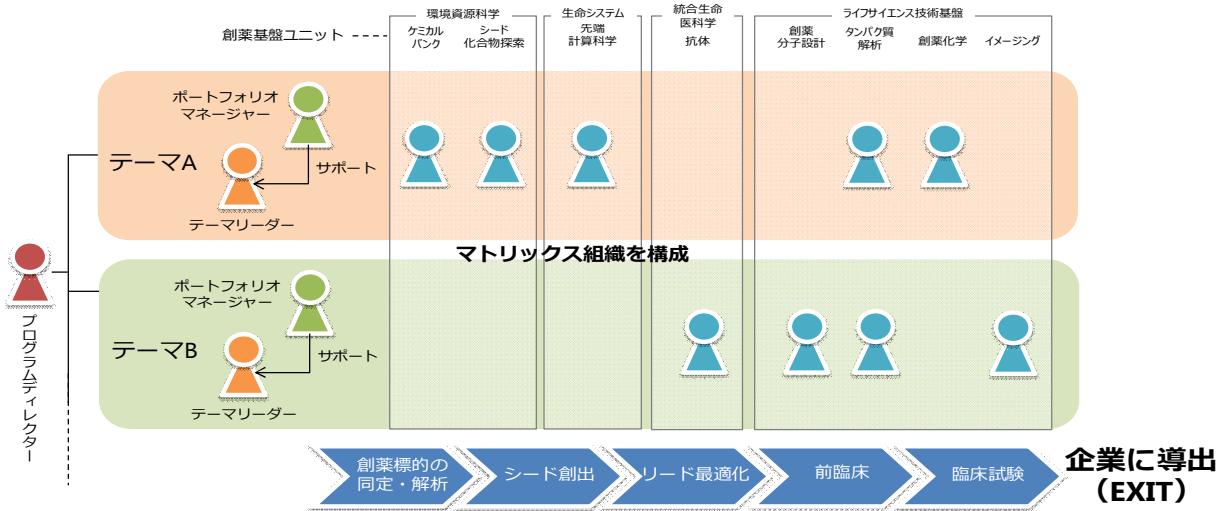 環境資源科学
生命システム
統合生命
医科学
ライフサイエンス技術基盤
創薬基盤ユニット
ケミカル
バンク
シード
化合物探索
先端
計算科学
抗体
創薬
分子設計
タンパク質
解析
創薬化学
イメージング
ポートフォリオ
マネージャー
テーマA
サポート
テーマリーダー
マトリックス組織を構成
プログラムディレクター
ポートフォリオ
マネージャー
テーマB
サポート
テーマリーダー
創薬標的の
同定・解析
シード創出
リード最適化
前臨床
臨床試験
企業に導出
（EXIT）